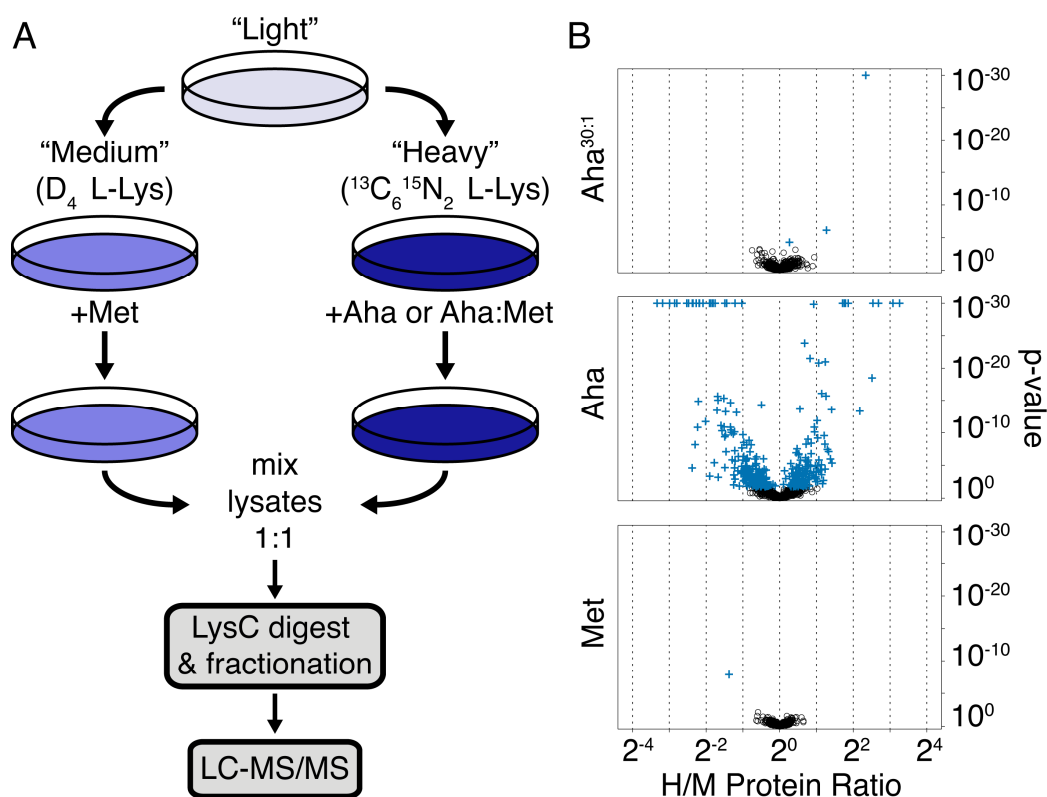 A
“Light”
“Medium”
(D₄ L-Lys)
“Heavy”
(¹³C₆¹⁵N₂ L-Lys)
+Met
+Aha or Aha:Met
mix
lysates
1:1
LysC digest
& fractionation
LC-MS/MS
B
Aha³⁰:¹
10⁻³⁰
10⁻²⁰
10⁻¹⁰
10⁰
Aha
10⁻³⁰
10⁻²⁰
10⁻¹⁰
10⁰
p-value
Met
10⁻³⁰
10⁻²⁰
10⁻¹⁰
10⁰
2⁻⁴ 2⁻² 2⁰ 2² 2⁴
H/M Protein Ratio